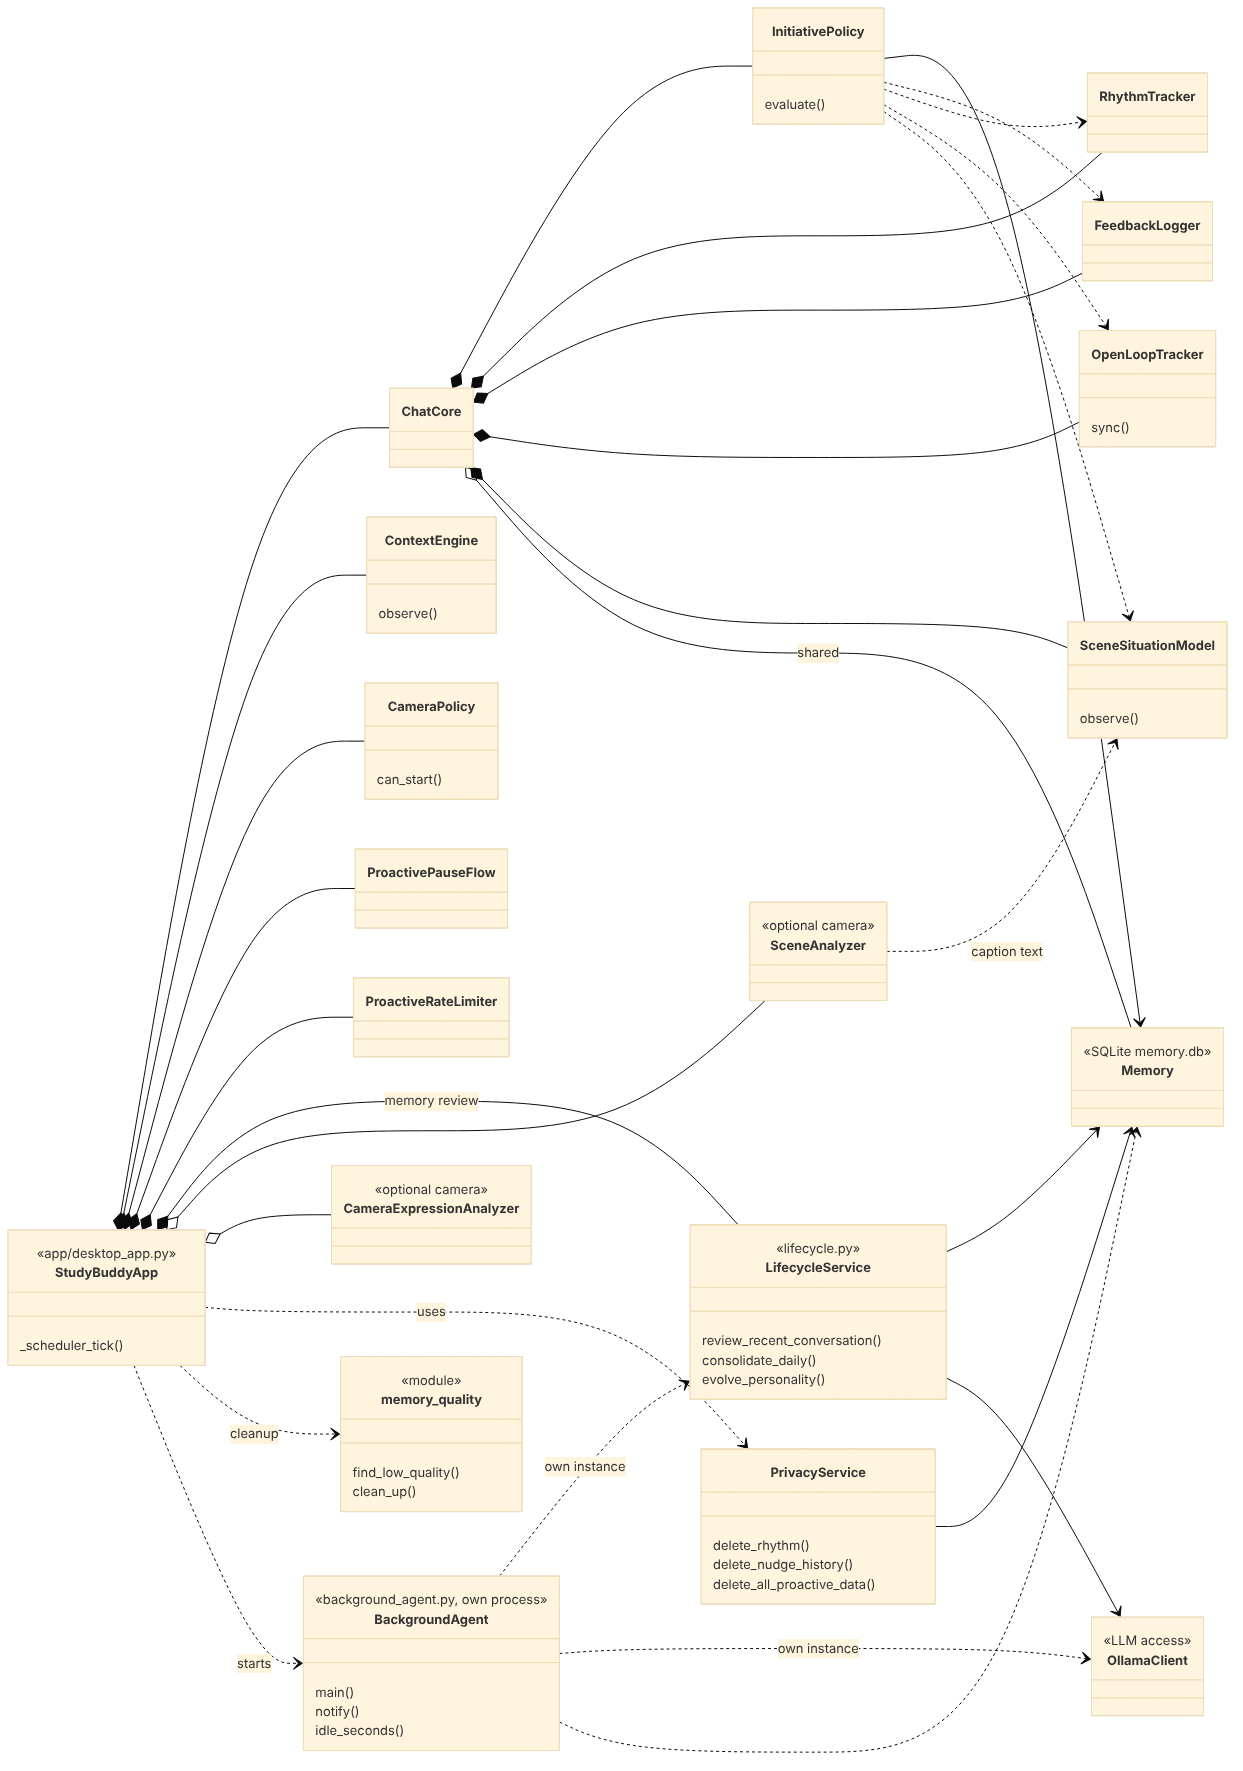 InitiativePolicy
evaluate()
RhythmTracker
FeedbackLogger
OpenLoopTracker
sync()
ChatCore
ContextEngine
observe()
shared
SceneSituationModel
observe()
CameraPolicy
can_start()
ProactivePauseFlow
«optional camera»
SceneAnalyzer
caption text
ProactiveRateLimiter
«SQLite memory.db»
Memory
memory review
«optional camera»
CameraExpressionAnalyzer
«app/desktop_app.py»
StudyBuddyApp
_scheduler_tick()
«lifecycle.py»
LifecycleService
review_recent_conversation()
consolidate_daily()
evolve_personality()
uses
«module»
memory_quality
find_low_quality()
clean_up()
cleanup
own instance
PrivacyService
delete_rhythm()
delete_nudge_history()
delete_all_proactive_data()
«background_agent.py, own process»
BackgroundAgent
main()
notify()
idle_seconds()
starts
own instance
«LLM access»
OllamaClient